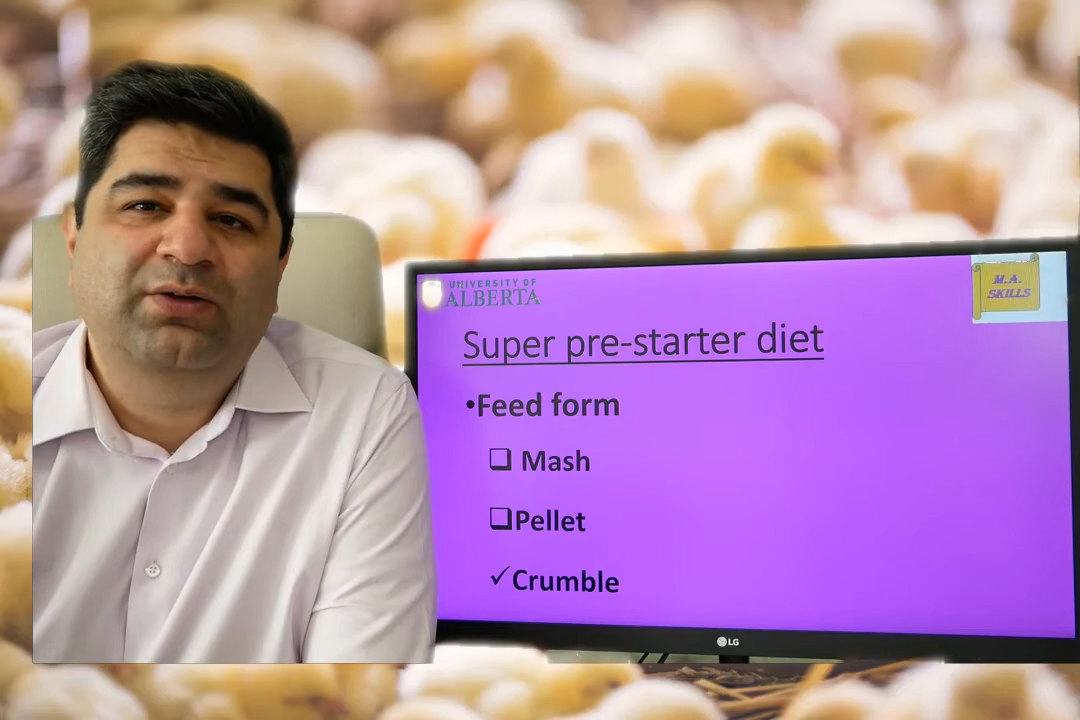 UNIVERSITY OF
ALBERTA
M.A.
SKILLS
Super pre-starter diet
•Feed form
❑ Mash
❑Pellet
✓Crumble
LG